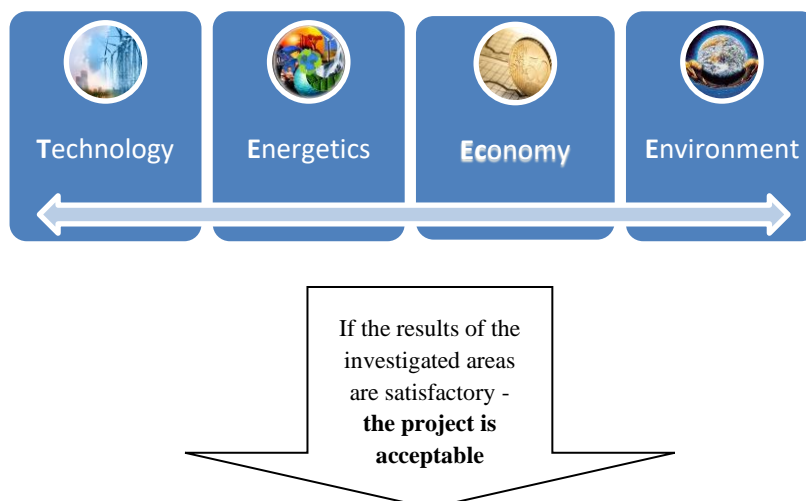 Technology
Energetics
Economy
Environment
If the results of the
investigated areas
are satisfactory -
the project is
acceptable